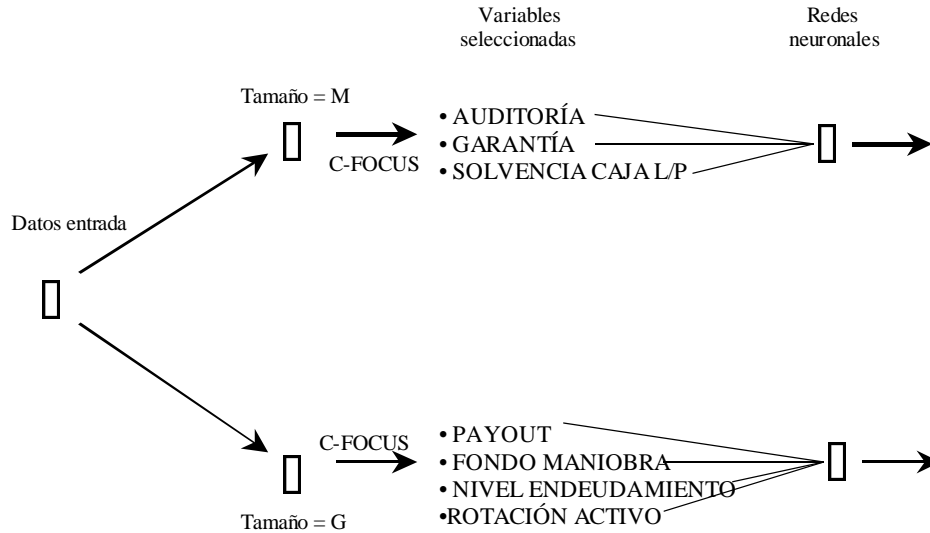 Variables
seleccionadas
Redes
neuronales
Tamaño = M
C-FOCUS
• AUDITORÍA
• GARANTÍA
• SOLVENCIA CAJA L/P
Datos entrada
C-FOCUS
• PAYOUT
• FONDO MANIOBRA
• NIVEL ENDEUDAMIENTO
•ROTACIÓN ACTIVO
Tamaño = G